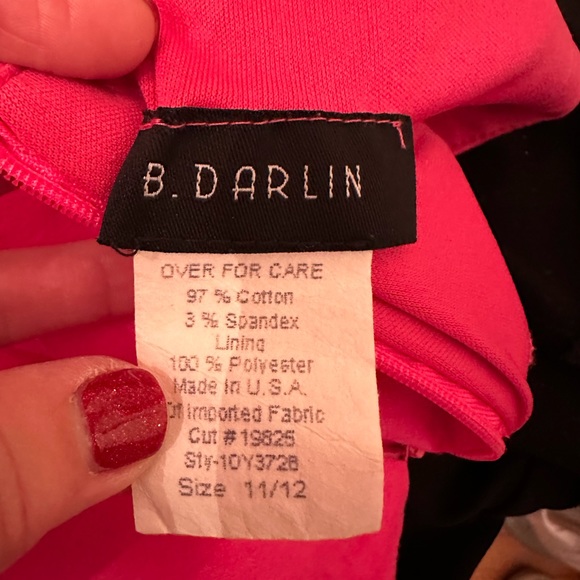 B. DARLIN
OVER FOR CARE
97 % Cotton
3 % Spandex
Lining
100 % Polyester
Made In U.S.A.
Of Imported Fabric
Cut # 19825
Sty-10Y3728
Size 11/12